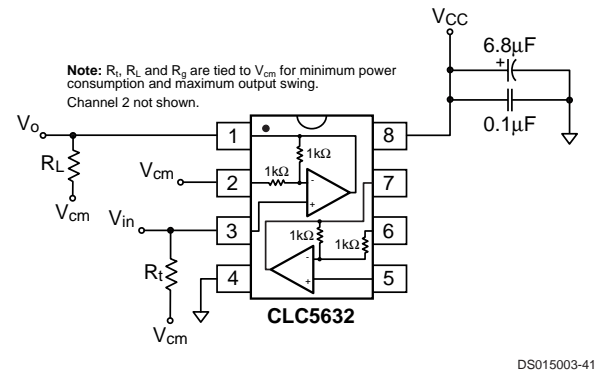 VCC
6.8µF
+
0.1µF
Note: Rt, RL and Rg are tied to Vcm for minimum power
consumption and maximum output swing.
Channel 2 not shown.
Vo
RL
Vcm
1
1kΩ
8
Vcm
2
1kΩ
-
+
7
Vin
3
1kΩ
1kΩ
6
Rt
4
-
+
5
Vcm
CLC5632
DS015003-41